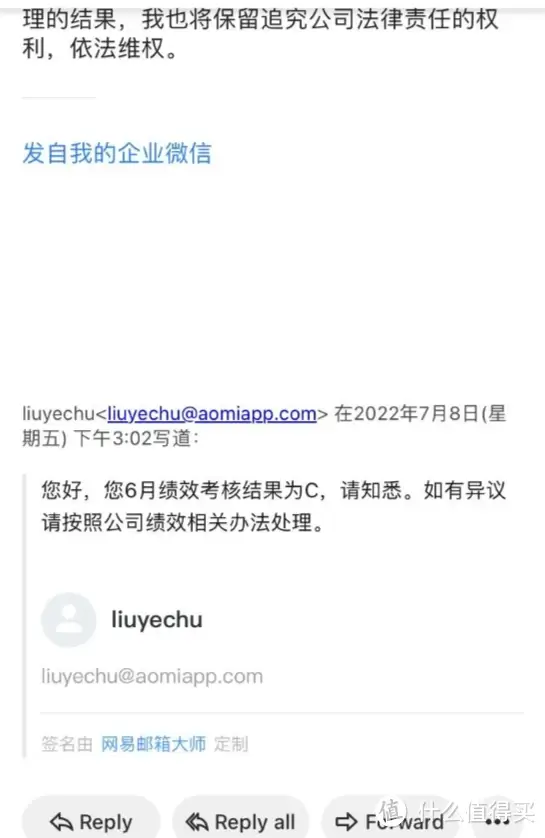 理的结果，我也将保留追究公司法律责任的权
利，依法维权。
发自我的企业微信
liuyechu<liuyechu@aomiapp.com> 在2022年7月8日(星
期五) 下午3:02写道：
您好，您6月绩效考核结果为C，请知悉。如有异议
请按照公司绩效相关办法处理。
liuyechu
liuyechu@aomiapp.com
签名由 网易邮箱大师 定制
Reply
Reply all
Forward
值 什么值得买